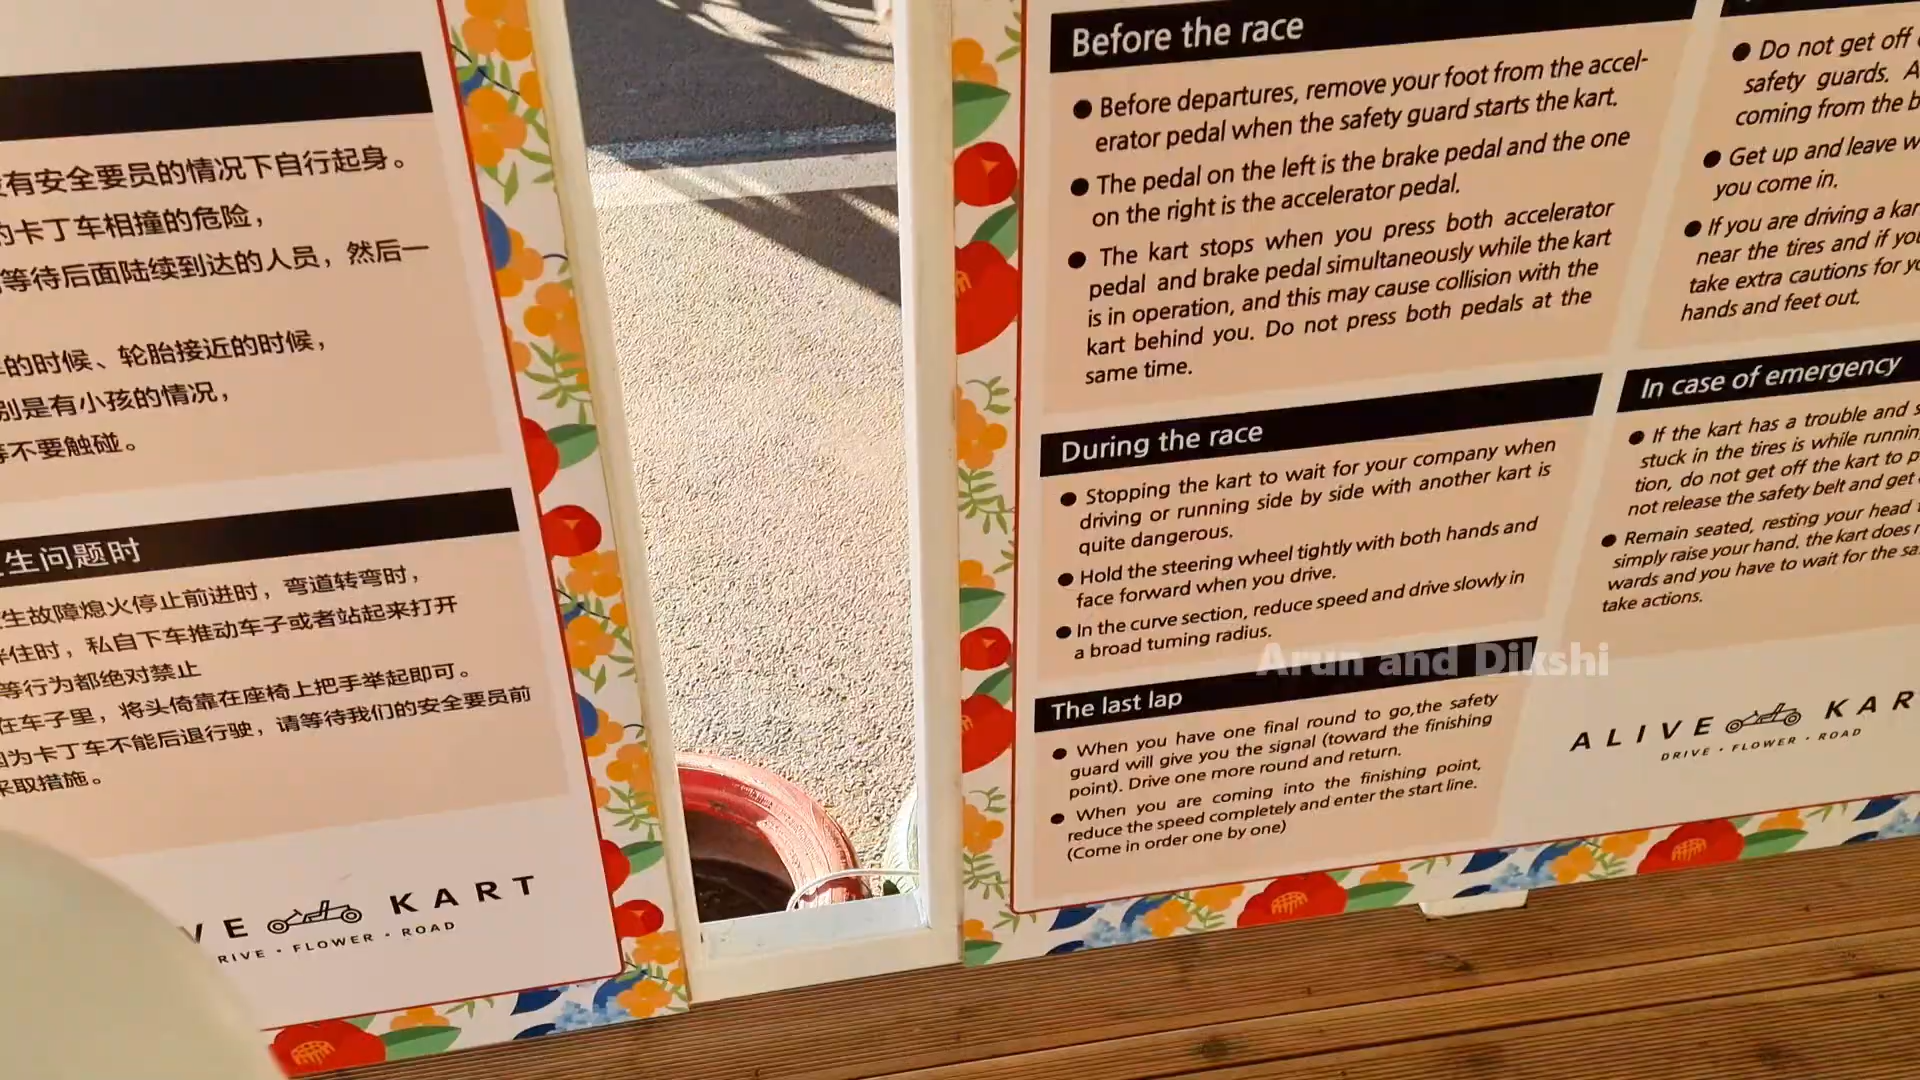 没有安全要员的情况下自行起身。
的卡丁车相撞的危险，
等待后面陆续到达的人员，然后一
的时候、轮胎接近的时候，
别是有小孩的情况，
等不要触碰。
生问题时
生故障熄火停止前进时，弯道转弯时，
住时，私自下车推动车子或者站起来打开
等行为都绝对禁止
在车子里，将头倚靠在座椅上把手举起即可。
因为卡丁车不能后退行驶，请等待我们的安全要员前
采取措施。
VE KART
RIVE · FLOWER · ROAD
Before the race
● Before departures, remove your foot from the accel-
erator pedal when the safety guard starts the kart.
● The pedal on the left is the brake pedal and the one
on the right is the accelerator pedal.
● The kart stops when you press both accelerator
pedal and brake pedal simultaneously while the kart
is in operation, and this may cause collision with the
kart behind you. Do not press both pedals at the
same time.
During the race
● Stopping the kart to wait for your company when
driving or running side by side with another kart is
quite dangerous.
● Hold the steering wheel tightly with both hands and
face forward when you drive.
● In the curve section, reduce speed and drive slowly in
a broad turning radius.
The last lap
● When you have one final round to go,the safety
guard will give you the signal (toward the finishing
point). Drive one more round and return.
● When you are coming into the finishing point,
reduce the speed completely and enter the start line.
(Come in order one by one)
● Do not get off
safety guards. A
coming from the b
● Get up and leave w
you come in.
● If you are driving a kar
near the tires and if you
take extra cautions for yo
hands and feet out.
In case of emergency
● If the kart has a trouble and s
stuck in the tires is while runnin
tion, do not get off the kart to p
not release the safety belt and get
● Remain seated, resting your head
simply raise your hand. the kart does n
wards and you have to wait for the sa
take actions.
Arun and Dikshi
ALIVE KAR
DRIVE · FLOWER · ROAD